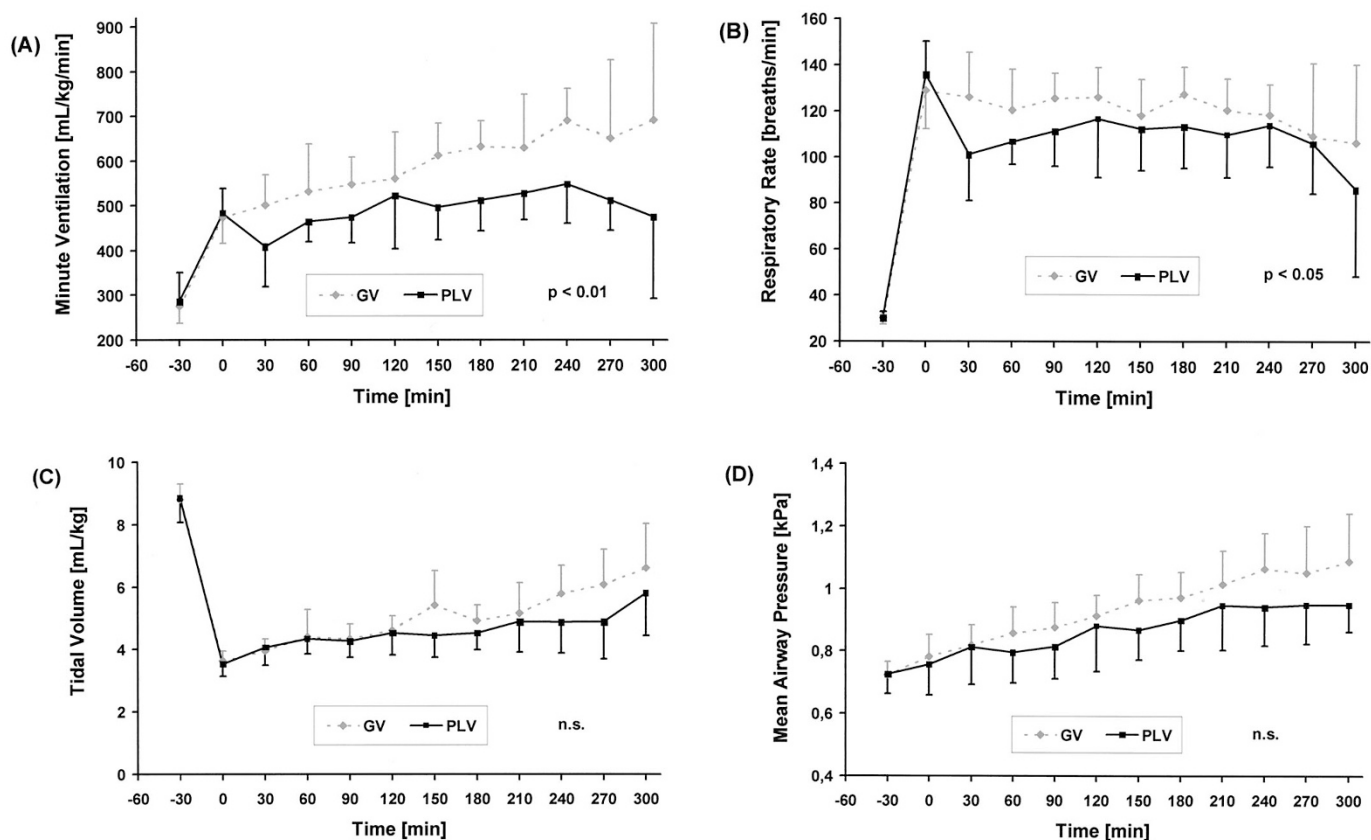 (A)
Minute Ventilation [mL/kg/min]
900
800
700
600
500
400
300
200
GV PLV
p < 0.01
-60 -30 0 30 60 90 120 150 180 210 240 270 300
Time [min]
(B)
Respiratory Rate [breaths/min]
160
140
120
100
80
60
40
20
GV PLV
p < 0.05
-60 -30 0 30 60 90 120 150 180 210 240 270 300
Time [min]
(C)
Tidal Volume [mL/kg]
10
8
6
4
2
0
GV PLV
n.s.
-60 -30 0 30 60 90 120 150 180 210 240 270 300
Time [min]
(D)
Mean Airway Pressure [kPa]
1,4
1,2
1
0,8
0,6
0,4
GV PLV
n.s.
-60 -30 0 30 60 90 120 150 180 210 240 270 300
Time [min]